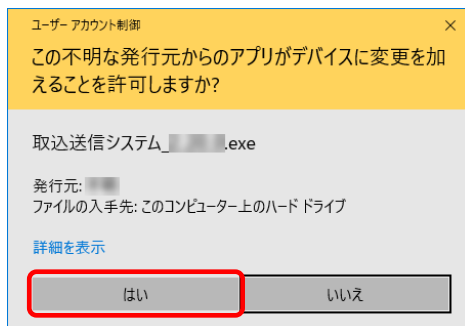 ユーザー アカウント制御
この不明な発行元からのアプリがデバイスに変更を加
えることを許可しますか?
取込送信システム_ .exe
発行元:
ファイルの入手先: このコンピューター上のハード ドライブ
詳細を表示
はい いいえ